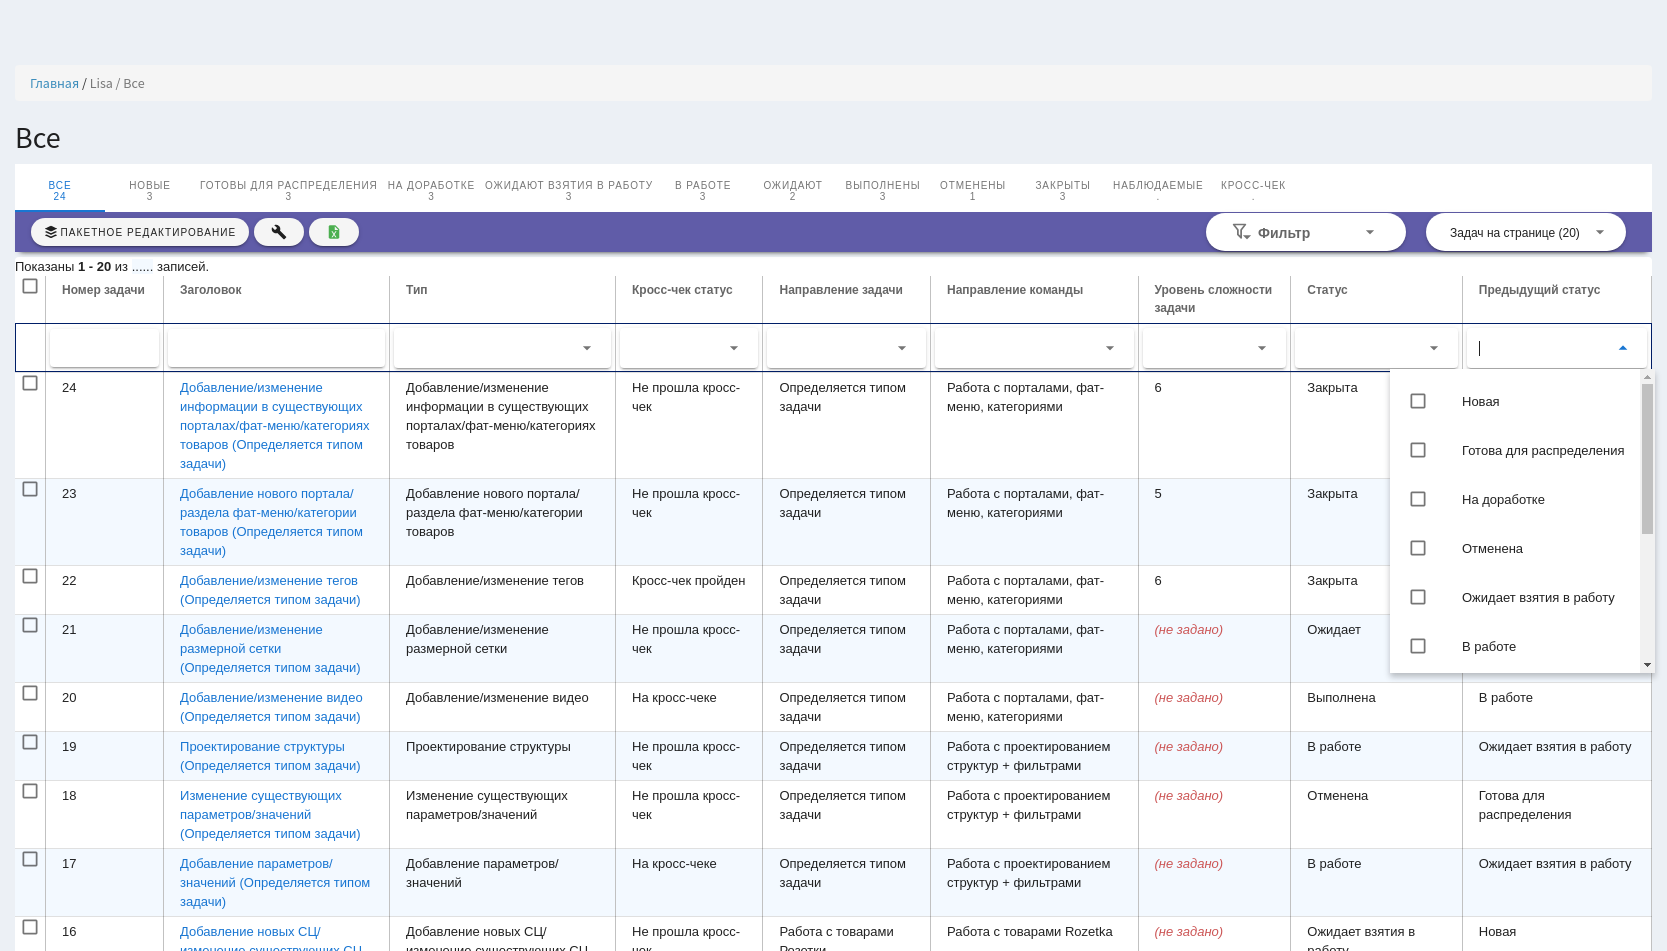 Главная / Lisa / Все
Все
ВСЕ НОВЫЕ ГОТОВЫ ДЛЯ РАСПРЕДЕЛЕНИЯ НА ДОРАБОТКЕ ОЖИДАЮТ ВЗЯТИЯ В РАБОТУ В РАБОТЕ ОЖИДАЮТ ВЫПОЛНЕНЫ ОТМЕНЕНЫ ЗАКРЫТЫ НАБЛЮДАЕМЫЕ КРОСС-ЧЕК
24 3 3 3 3 3 2 3 1 3 . .
ПАКЕТНОЕ РЕДАКТИРОВАНИЕ Фильтр Задач на странице (20)
Показаны 1 - 20 из ...... записей.
Номер задачи Заголовок Тип Кросс-чек статус Направление задачи Направление команды Уровень сложности Статус Предыдущий статус
задачи
24 Добавление/изменение Добавление/изменение Не прошла кросс- Определяется типом Работа с порталами, фат- 6 Закрыта
информации в существующих информации в существующих чек задачи меню, категориями
порталах/фат-меню/категориях порталах/фат-меню/категориях
товаров (Определяется типом товаров
задачи)
23 Добавление нового портала/ Добавление нового портала/ Не прошла кросс- Определяется типом Работа с порталами, фат- 5 Закрыта
раздела фат-меню/категории раздела фат-меню/категории чек задачи меню, категориями
товаров (Определяется типом товаров
задачи)
22 Добавление/изменение тегов Добавление/изменение тегов Кросс-чек пройден Определяется типом Работа с порталами, фат- 6 Закрыта
(Определяется типом задачи) задачи меню, категориями
21 Добавление/изменение Добавление/изменение Не прошла кросс- Определяется типом Работа с порталами, фат- (не задано) Ожидает
размерной сетки размерной сетки чек задачи меню, категориями
(Определяется типом задачи)
Новая
Готова для распределения
На доработке
Отменена
Ожидает взятия в работу
В работе
20 Добавление/изменение видео Добавление/изменение видео На кросс-чеке Определяется типом Работа с порталами, фат- (не задано) Выполнена В работе
(Определяется типом задачи) задачи меню, категориями
19 Проектирование структуры Проектирование структуры Не прошла кросс- Определяется типом Работа с проектированием (не задано) В работе Ожидает взятия в работу
(Определяется типом задачи) чек задачи структур + фильтрами
18 Изменение существующих Изменение существующих Не прошла кросс- Определяется типом Работа с проектированием (не задано) Отменена Готова для
параметров/значений параметров/значений чек задачи структур + фильтрами распределения
(Определяется типом задачи)
17 Добавление параметров/ Добавление параметров/ На кросс-чеке Определяется типом Работа с проектированием (не задано) В работе Ожидает взятия в работу
значений (Определяется типом значений задачи структур + фильтрами
задачи)
16 Добавление новых СЦ/ Добавление новых СЦ/ Не прошла кросс- Работа с товарами Работа с товарами Rozetka (не задано) Ожидает взятия в Новая
изменение существующих СЦ изменение существующих СЦ чек Розетки работу